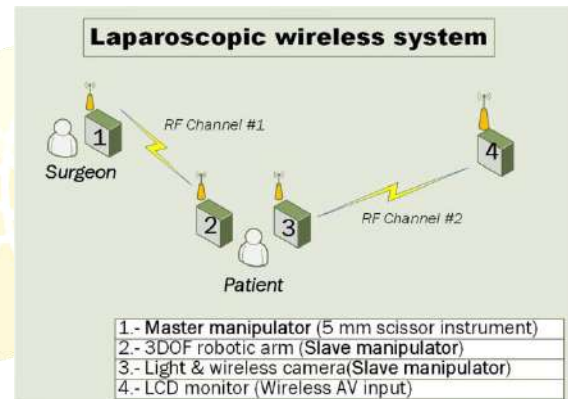 Laparoscopic wireless system
1
RF Channel #1
Surgeon
4
2
3
RF Channel #2
Patient
1.- Master manipulator (5 mm scissor instrument)
2.- 3DOF robotic arm (Slave manipulator)
3.- Light & wireless camera(Slave manipulator)
4.- LCD monitor (Wireless AV input)